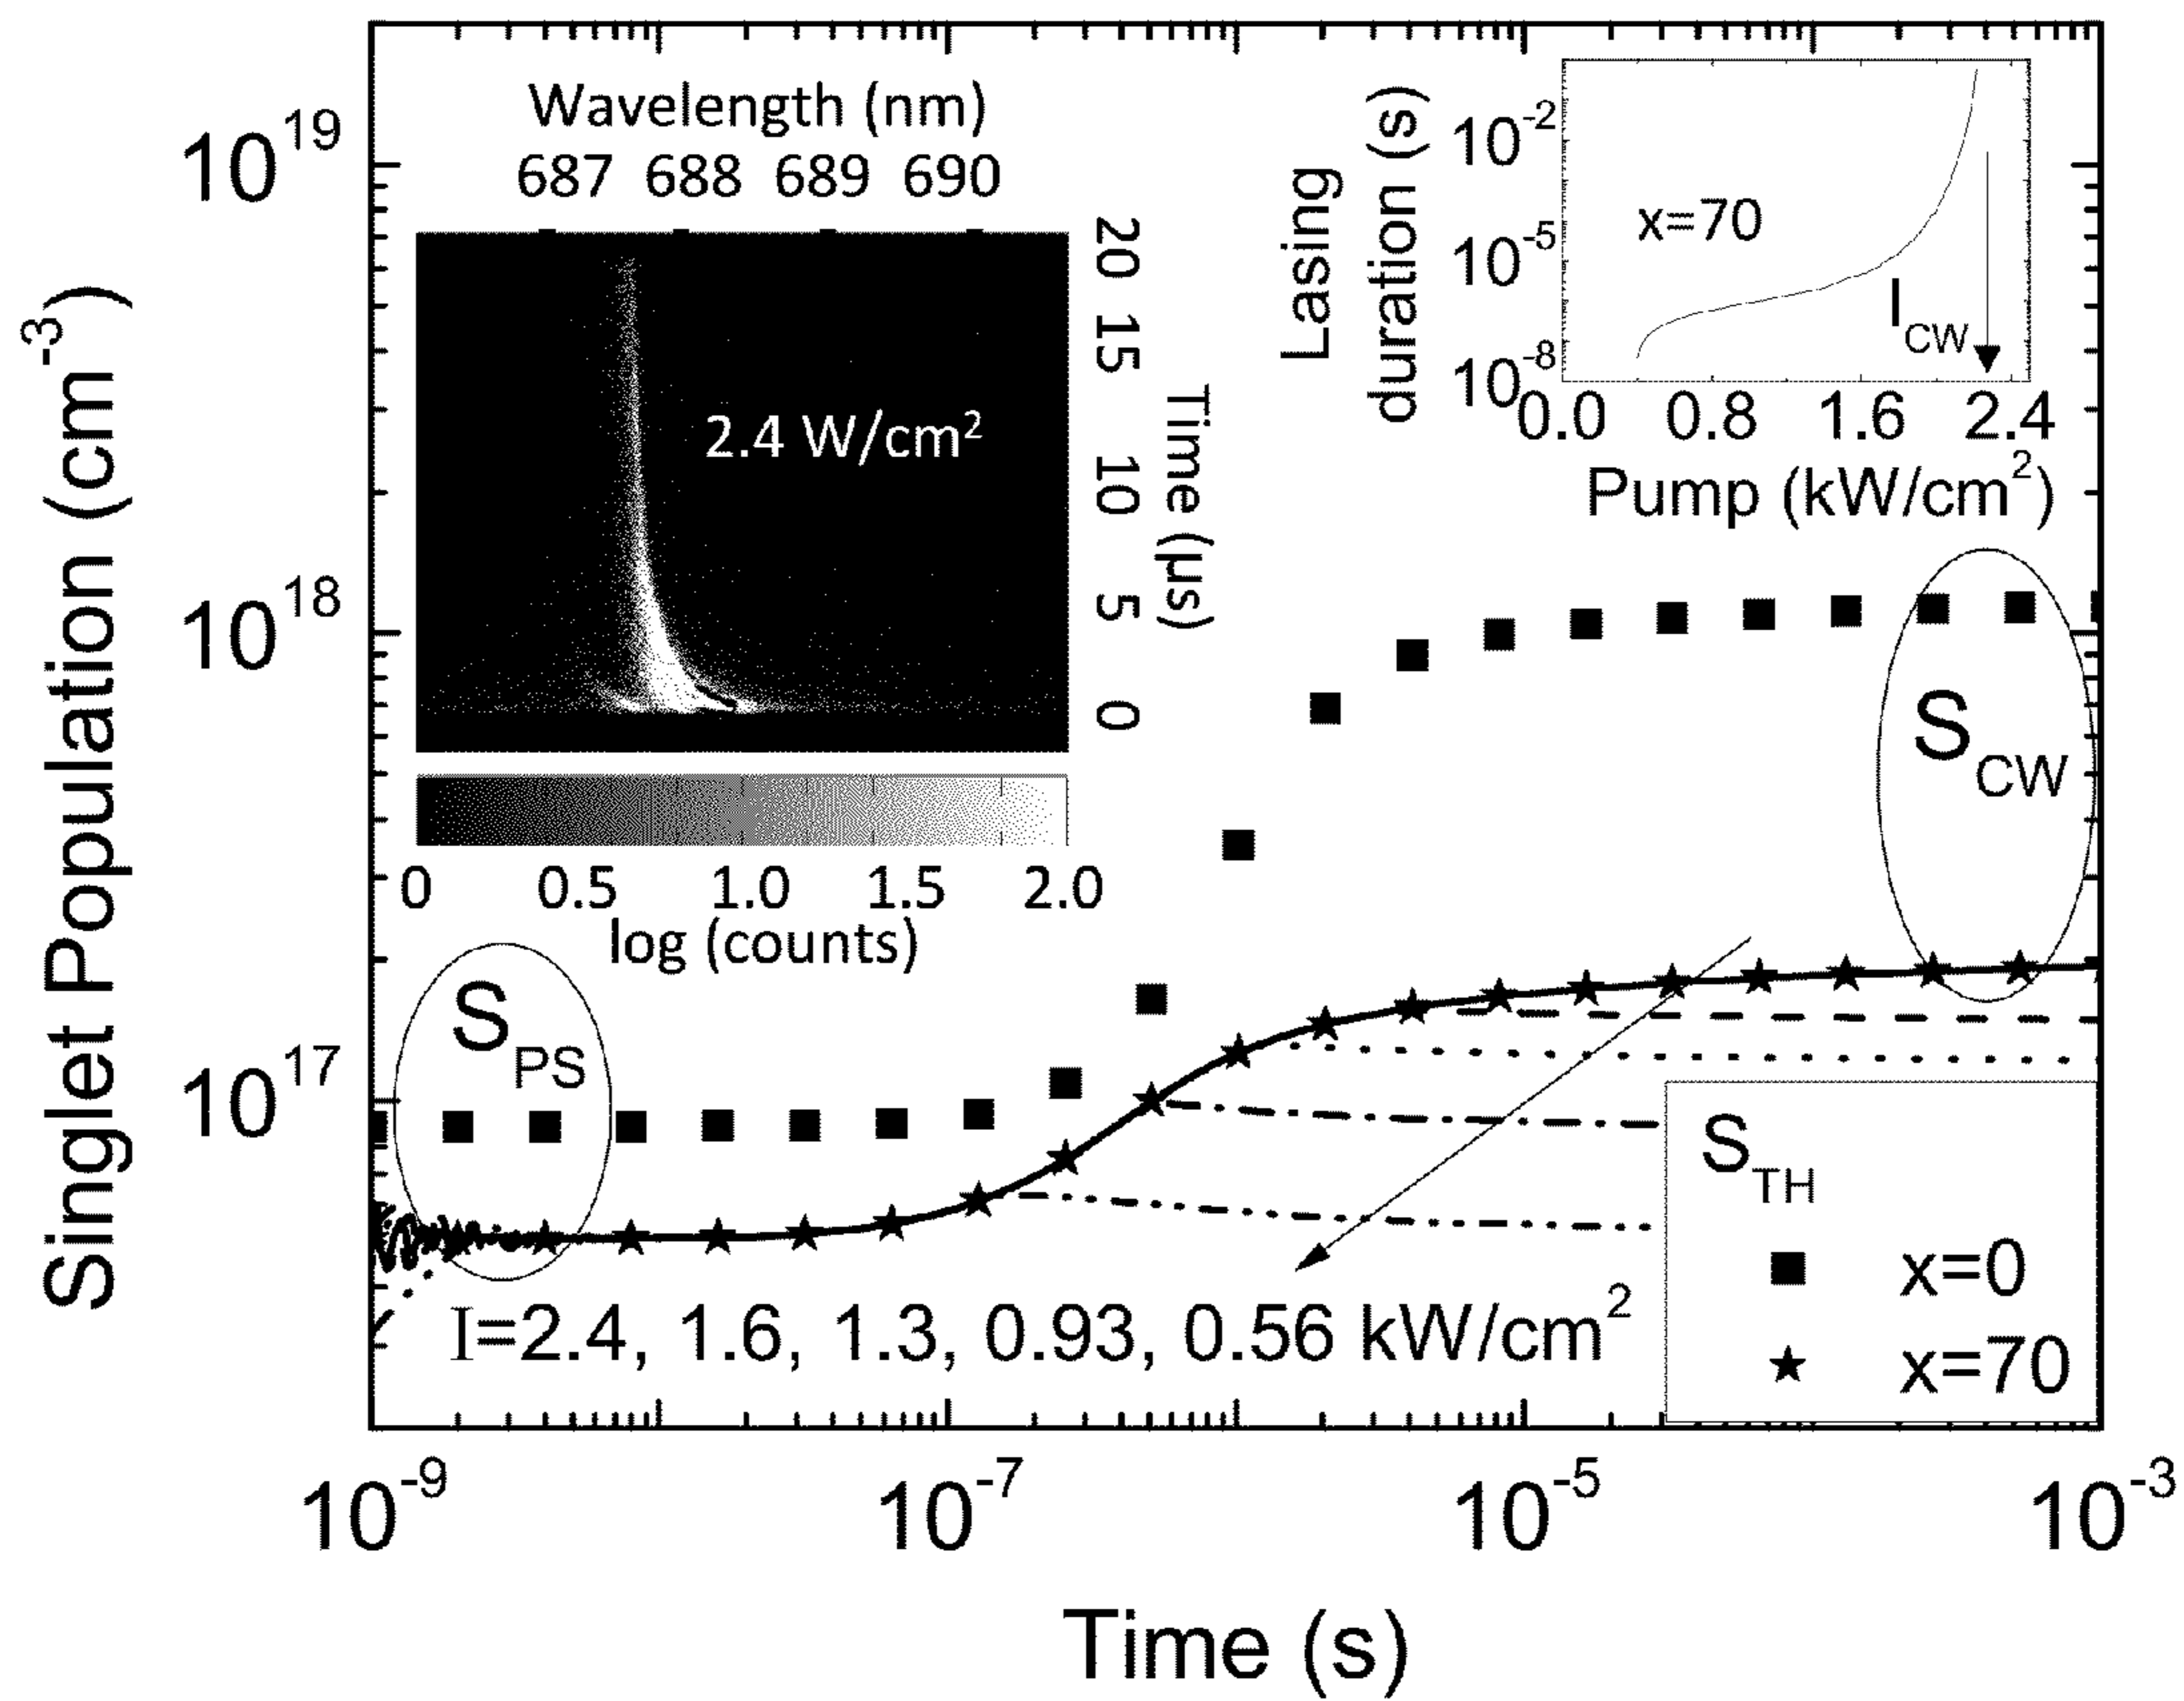 Singlet Population (cm⁻³)
10¹⁹
10¹⁸
10¹⁷
Wavelength (nm)
687 688 689 690
2.4 W/cm²
20 15 10 5 0
Time (μs)
0 0.5 1.0 1.5 2.0
log (counts)
Lasing
duration (s)
10⁻²
10⁻⁵
10⁻⁸
x=70
I_CW
0.0 0.8 1.6 2.4
Pump (kW/cm²)
S_CW
S_PS
S_TH
x=0
x=70
I=2.4, 1.6, 1.3, 0.93, 0.56 kW/cm²
10⁻⁹ 10⁻⁷ 10⁻⁵ 10⁻³
Time (s)